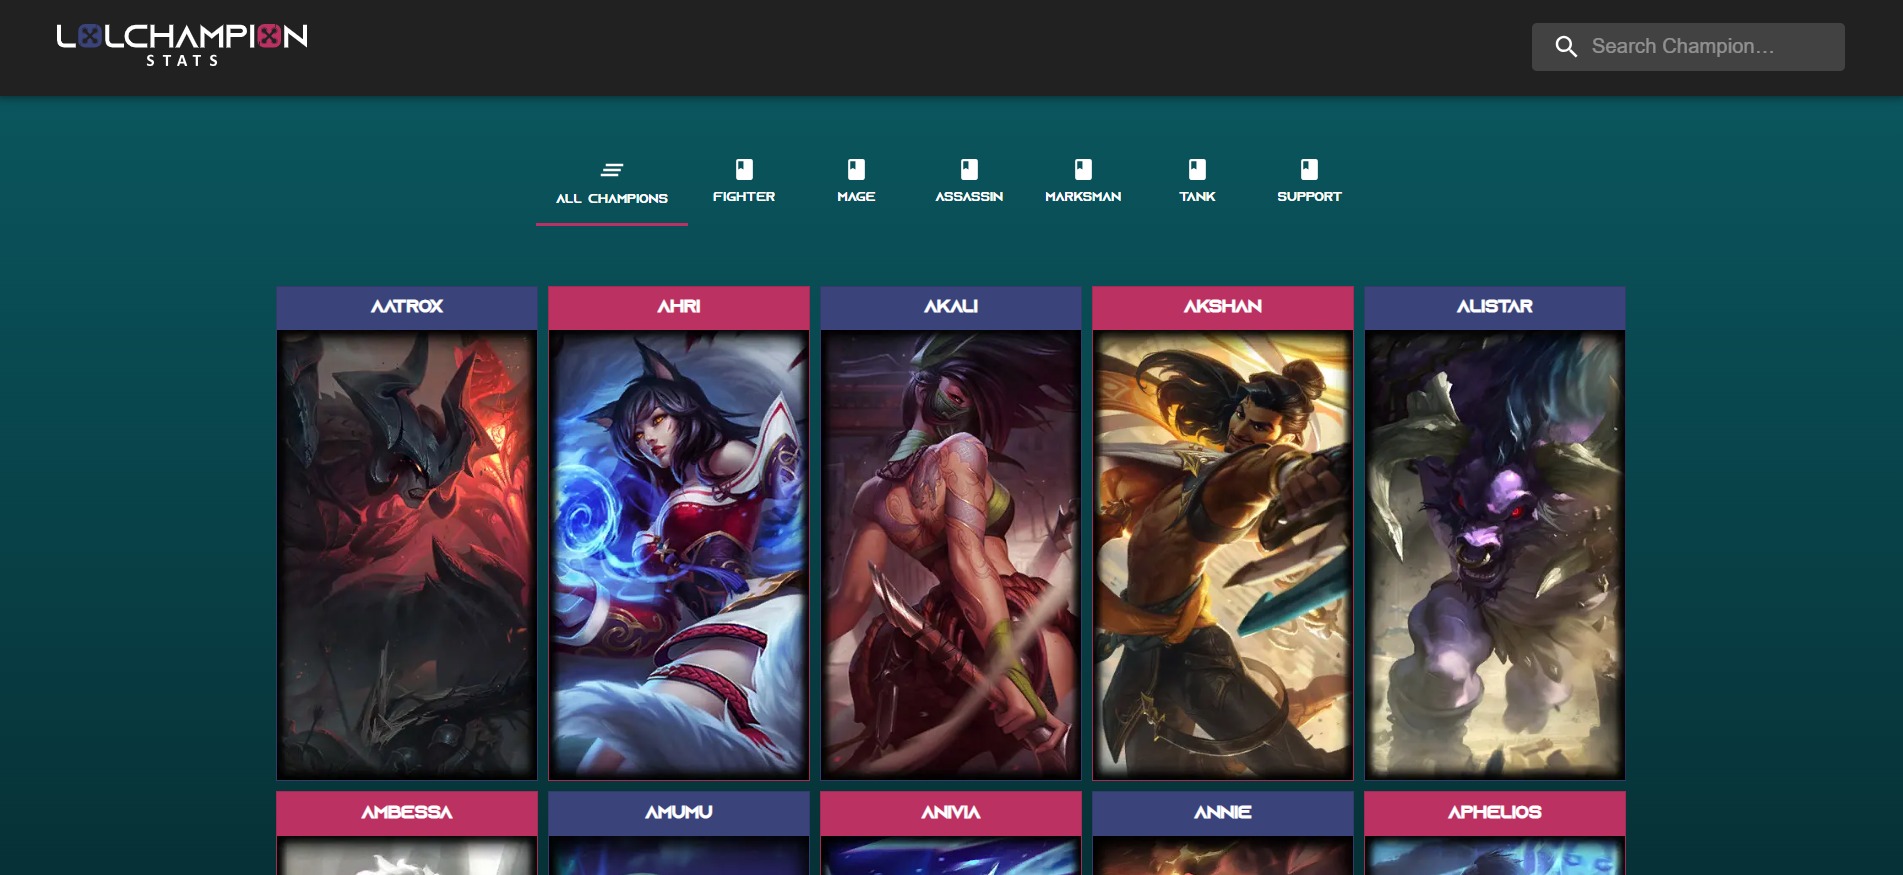 LOLCHAMPION
STATS
Search Champion...
ALL CHAMPIONS
FIGHTER
MAGE
ASSASSIN
MARKSMAN
TANK
SUPPORT
AATROX
AHRI
AKALI
AKSHAN
ALISTAR
AMBESSA
AMUMU
ANIVIA
ANNIE
APHELIOS